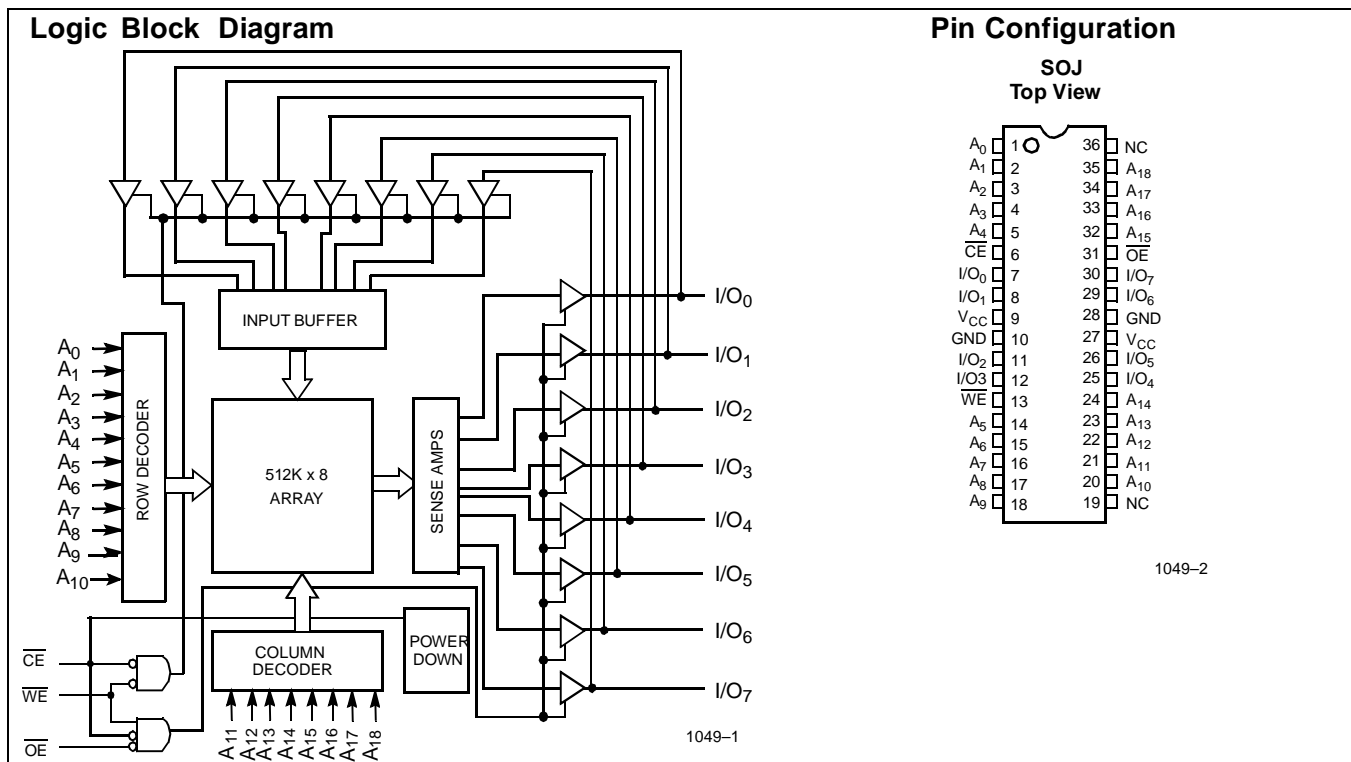 Logic Block Diagram
INPUT BUFFER
A0
A1
A2
A3
A4
A5
A6
A7
A8
A9
A10
ROW DECODER
512K x 8
ARRAY
SENSE AMPS
I/O0
I/O1
I/O2
I/O3
I/O4
I/O5
I/O6
I/O7
COLUMN
DECODER
POWER
DOWN
CE
WE
OE
A11
A12
A13
A14
A15
A16
A17
A18
1049–1
Pin Configuration
SOJ
Top View
A0 1 36 NC
A1 2 35 A18
A2 3 34 A17
A3 4 33 A16
A4 5 32 A15
CE 6 31 OE
I/O0 7 30 I/O7
I/O1 8 29 I/O6
VCC 9 28 GND
GND 10 27 VCC
I/O2 11 26 I/O5
I/O3 12 25 I/O4
WE 13 24 A14
A5 14 23 A13
A6 15 22 A12
A7 16 21 A11
A8 17 20 A10
A9 18 19 NC
1049–2